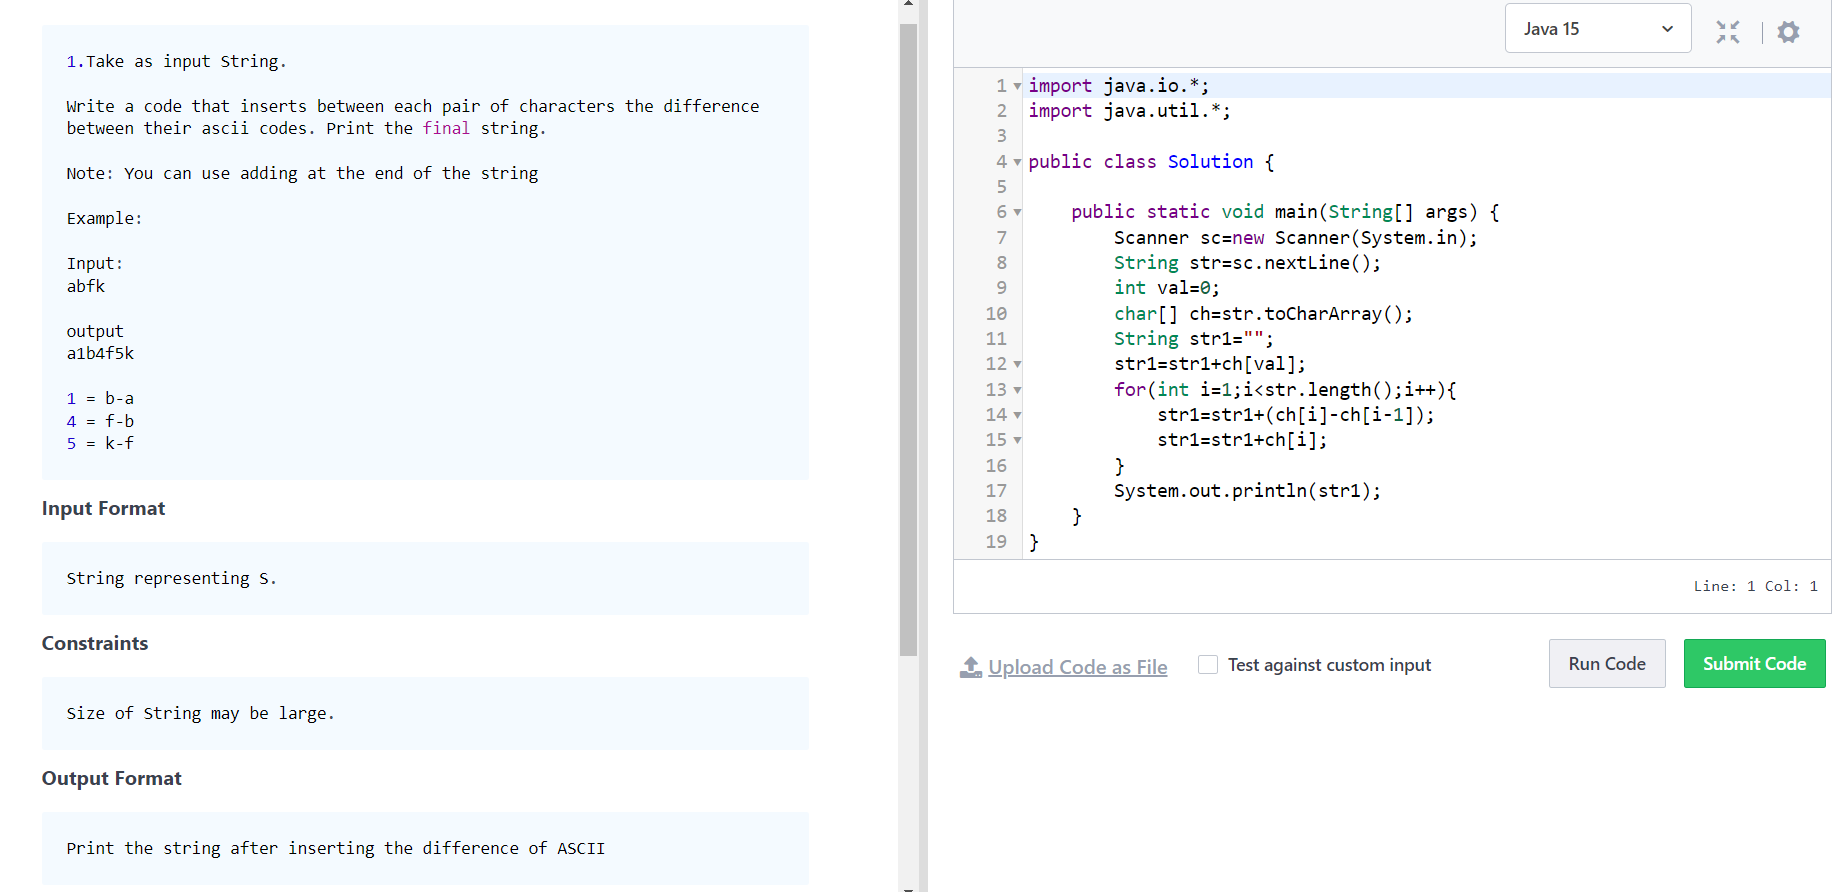 1.Take as input String.
Write a code that inserts between each pair of characters the difference
between their ascii codes. Print the final string.
Note: You can use adding at the end of the string
Example:
Input:
abfk
output
a1b4f5k
1 = b-a
4 = f-b
5 = k-f
Input Format
String representing S.
Constraints
Size of String may be large.
Output Format
Print the string after inserting the difference of ASCII
Java 15
1 import java.io.*;
2 import java.util.*;
3
4 public class Solution {
5
6     public static void main(String[] args) {
7         Scanner sc=new Scanner(System.in);
8         String str=sc.nextLine();
9         int val=0;
10         char[] ch=str.toCharArray();
11         String str1="";
12         str1=str1+ch[val];
13         for(int i=1;i<str.length();i++){
14             str1=str1+(ch[i]-ch[i-1]);
15             str1=str1+ch[i];
16         }
17         System.out.println(str1);
18     }
19 }
Line: 1 Col: 1
Upload Code as File
Test against custom input
Run Code
Submit Code